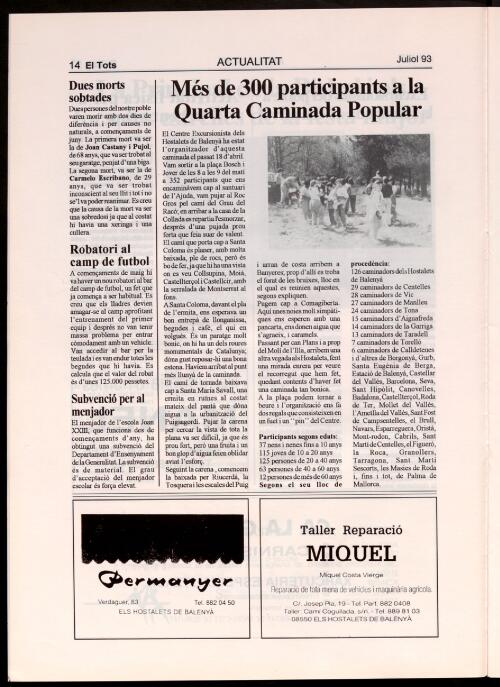 14 El Tots
ACTUALITAT
Juliol 93
Dues morts
sobtades
Dues persones del nostre poble
varen morir amb dos dies de
diferència i per causes no
naturals, a començaments de
juny. La primera mort va ser la
de Joan Castany i Pujol,
de 68 anys, que va ser trobat al
seu garatge, penjat d'una biga.
La segona mort, va ser la de
Carmelo Escribano, de 29
anys, que va ser trobat
inconscient al seu llit i tot i no
se'l va poder reanimar. Es creu
que la causa de la mort va ser
una sobredosi ja que al costat
hi havia una xeringa i una
cullera.
Robatori al
camp de futbol
A començaments de maig hi
va haver un nou robatori al bar
del camp de futbol, un fet que
ja comença a ser habitual. Es
creu que els lladres devien
amagar-se al camp aprofitant
l'entrenament del primer
equip i després no van tenir
massa problema per entrar
còmodament amb un vehicle.
Van accedir al bar per la
teulada i es van endur totes les
begudes que hi havia. Es
calcula que el valor del robat
és d'unes 125.000 pessetes.
Subvenció per al
menjador
El menjador de l'escola Joan
XXIII, que funciona des de
començaments d'any, ha
obtingut una subvenció del
Departament d'Ensenyament
de la Generalitat. La subvenció
és de material. El grau
d'acceptació del menjador
escolar és força elevat.
Més de 300 participants a la
Quarta Caminada Popular
El Centre Excursionista dels
Hostalets de Balenyà ha estat
l'organitzador d'aquesta
caminada el passat 18 d'abril.
Vam sortir a la plaça Bosch i
Jover de les 8 a les 9 del matí
a 352 participants que ens
encaminàvem cap al santuari
de l'Ajuda, vam pujar al Roc
Gros pel camí del Grau del
Racó; en arribar a la casa de la
Collada es repartia l'esmorzar,
després d'una pujada prou
forta que feia suar de valent.
El camí que porta cap a Santa
Coloma és planer, amb molta
baixada, ple de rocs, però és
bo de fer, ja que hi ha una vista
on es veu Collsupina, Moià,
Castellterçol i Castellcir, amb
la serralada de Montserrat al
fons.
A Santa Coloma, davant el pla
de l'ermita, ens esperava un
bon entrepà de llonganissa,
begudes i cafè, el qui en
volgués. És un paratge molt
bonic, on hi ha un dels roures
monumentals de Catalunya;
dóna gust reposar-hi una bona
estona. Havíem arribat al punt
més llunyà de la caminada.
El camí de tornada baixava
cap a Santa Maria Savall, una
ermita en ruines al costat
mateix del pantà que dóna
aigua a la urbanització del
Puigsagordi. Pujar la carena
per cercar la vista de tota la
plana va ser difícil, ja que és
prou fort, però una fruita i un
bon glop d'aigua feien oblidar
aviat l'esforç.
Seguint la carena, comencem
la baixada per Riucerdà, la
Tosquera i les escales del Puig
i arran de costa arribem a
Banyeres, prop d'allí es troba
el forat de les bruixes, lloc en
el qual es reunien aquestes,
segons expliquen.
Pugem cap a Comagiberta.
Aquí unes noies molt simpàti-
ques ens esperen amb una
pancarta, ens donen aigua que
s'agraeix, i caramels.
Passant per can Plans i a prop
del Molí de l'Illa, arribem una
altra vegada als Hostalets, fent
una mirada enrera per veure
el recorregut que hem fet,
quedant contents d'haver fet
una caminada tan bonica.
A la plaça podem tornar a
beure i l'organització ens fa
dos regals que consisteixen en
un fuet i un "pin" del Centre.
Participants segons edats:
37 nens i nenes fins a 10 anys
115 joves de 10 a 20 anys
125 persones de 20 a 40 anys
63 persones de 40 a 60 anys
12 persones de més de 60 anys
Segons el seu lloc de
procedència:
126 caminadors dels Hostalets
de Balenyà
29 caminadors de Centelles
28 caminadors de Vic
27 caminadors de Manlleu
24 caminadors de Tona
15 caminadors d'Aiguafreda
14 caminadors de la Garriga
13 caminadors de Taradell
7 caminadors de Torelló
6 caminadors de Calldetenes
i d'altres de Borgonyà, Gurb,
Santa Eugènia de Berga,
Estació de Balenyà, Castellar
del Vallès, Barcelona, Seva,
Sant Hipòlit, Canovelles,
Badalona, Castellterçol, Roda
de Ter, Mollet del Vallès,
l'Ametlla del Vallès, Sant Fost
de Campsentelles, el Brull,
Navars, Esparreguera, Oristà,
Mont-rodon, Cabrils, Sant
Martí de Centelles, el Figueró,
la Roca, Granollers,
Tarragona, Sant Martí
Sescorts, les Masies de Roda
i, fins i tot, de Palma de
Mallorca.
Permanyer
Verdaguer, 83
Tel. 882 04 50
ELS HOSTALETS DE BALENYÀ
Taller Reparació
MIQUEL
Miquel Costa Vierge
Reparació de tota mena de vehicles i maquinària agrícola.
C/. Josep Pla, 19 - Tel. Part. 882 0408
Taller: Camí Cogullada, s/n. - Tel. 889 81 03
08550 ELS HOSTALETS DE BALENYÀ